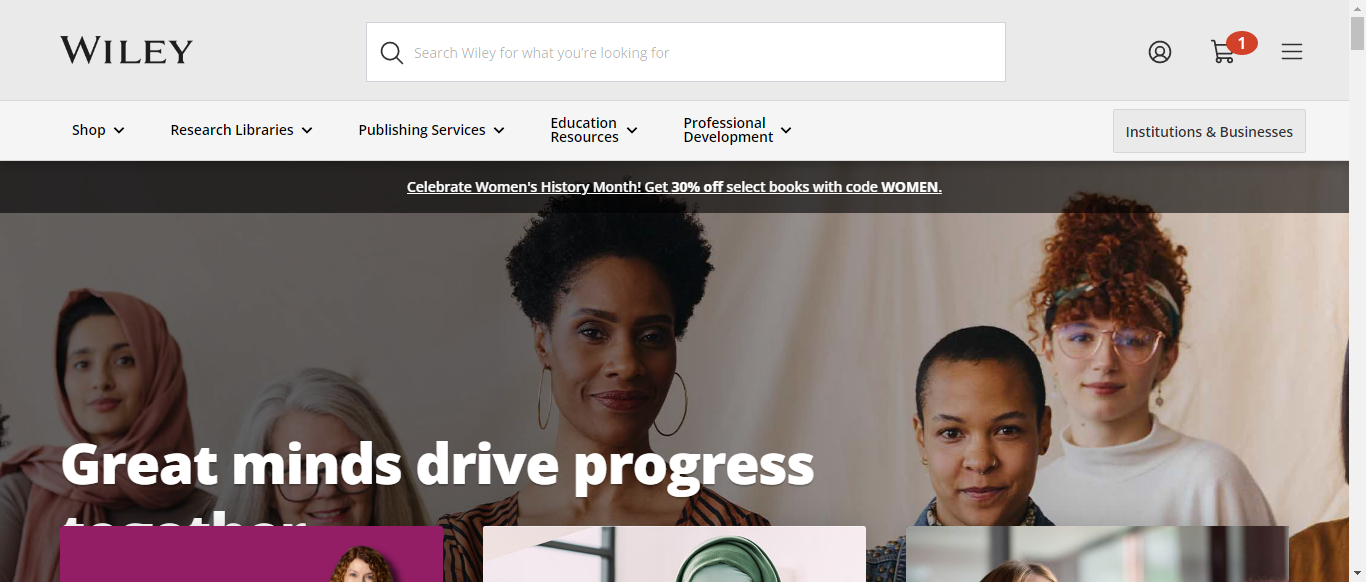 WILEY
Search Wiley for what you're looking for
1
Shop
Research Libraries
Publishing Services
Education
Resources
Professional
Development
Institutions & Businesses
Celebrate Women's History Month! Get 30% off select books with code WOMEN.
Great minds drive progress
together